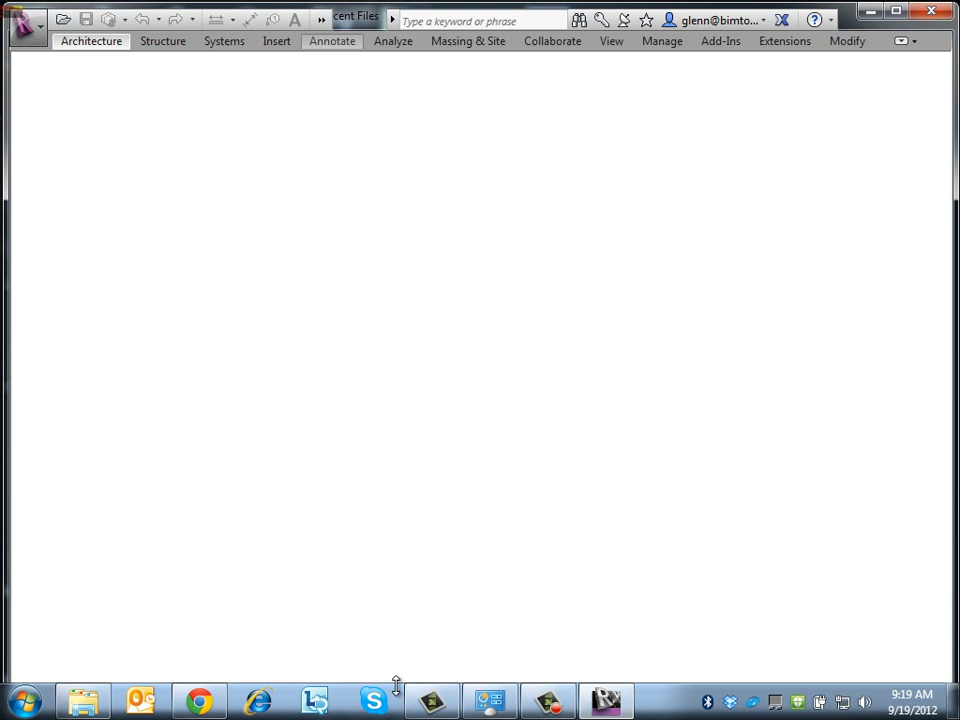 cent Files
Type a keyword or phrase
glenn@bimto...
Architecture Structure Systems Insert Annotate Analyze Massing & Site Collaborate View Manage Add-Ins Extensions Modify
9:19 AM
9/19/2012